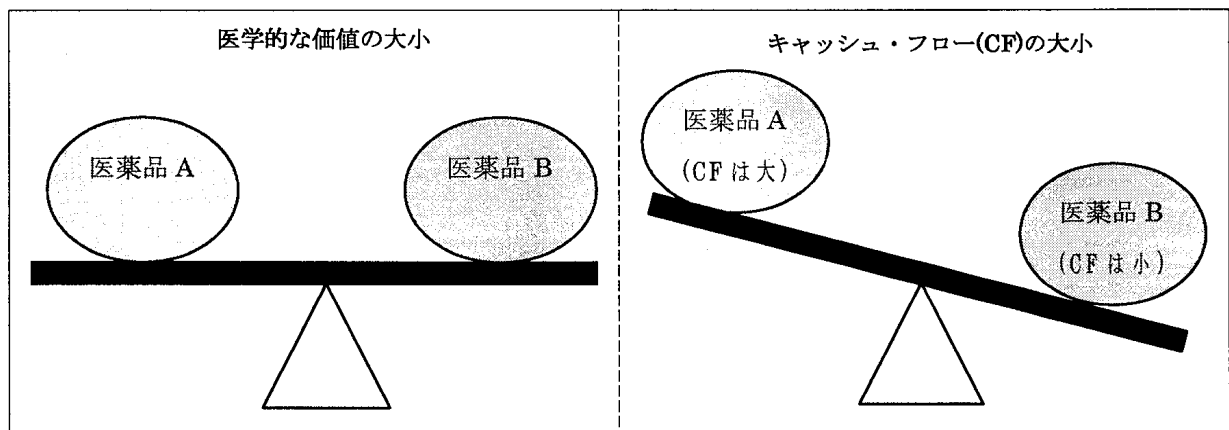 医学的な価値の大小
医薬品 A
医薬品 B
キャッシュ・フロー(CF)の大小
医薬品 A
(CF は 大)
医薬品 B
(CF は 小)